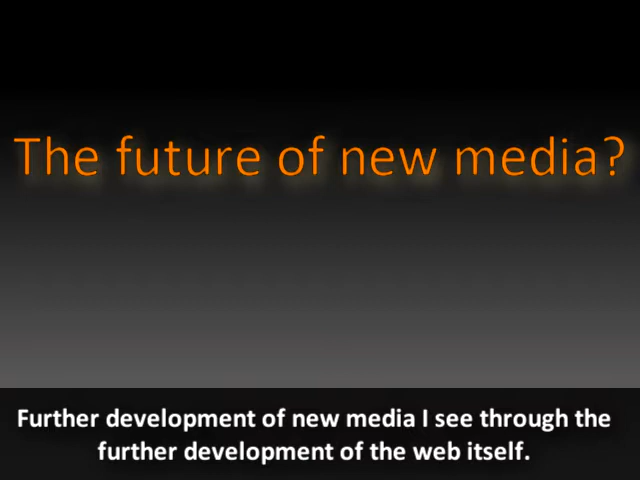 The future of new media?
Further development of new media I see through the
further development of the web itself.